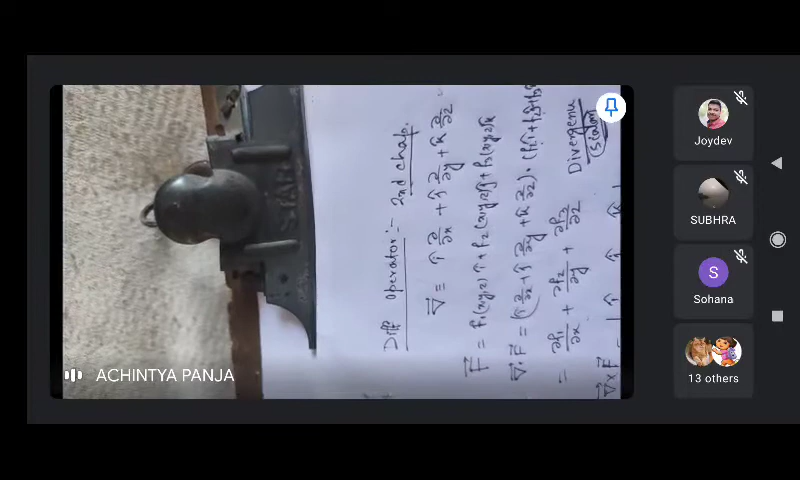 STAR
Diff operator:- 2nd chap.
∇⃗ ≡ î ∂/∂x + ĵ ∂/∂y + k̂ ∂/∂z
F⃗ = f₁(x,y,z) î + f₂(x,y,z) ĵ + f₃(x,y,z) k̂
∇⃗·F⃗ = (î ∂/∂x + ĵ ∂/∂y + k̂ ∂/∂z)·(f₁î + f₂ĵ + f₃k̂
= ∂f₁/∂x + ∂f₂/∂y + ∂f₃/∂z Divergence
(Scalar)
∇⃗×F⃗ = | î ĵ k̂ |
ACHINTYA PANJA
Joydev
SUBHRA
S
Sohana
13 others